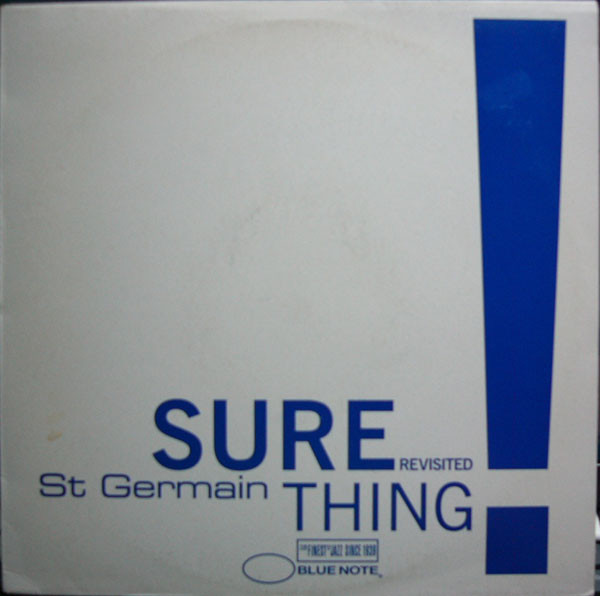 SURE
REVISITED
St Germain
THING
!
THE FINEST IN JAZZ SINCE 1939
BLUE NOTE